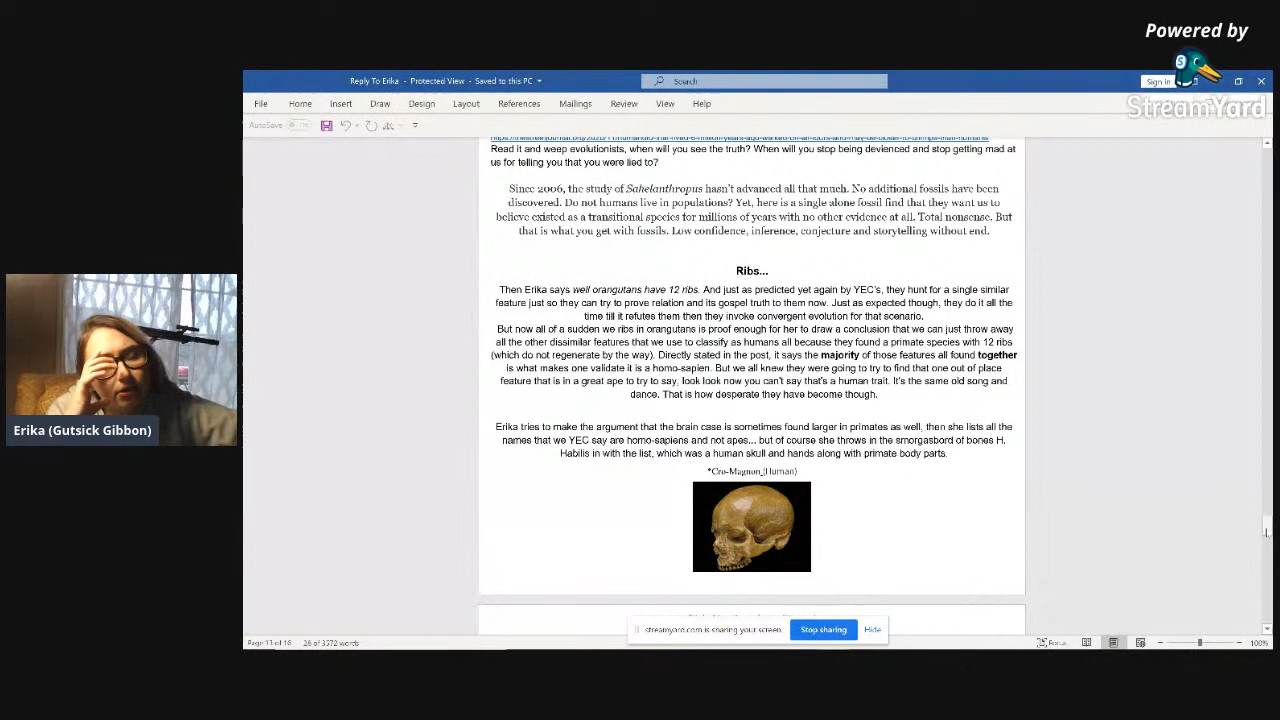 Powered by
StreamYard
Reply To Erika - Protected View - Saved to this PC
Search
Sign in
File Home Insert Draw Design Layout References Mailings Review View Help
AutoSave
Read it and weep evolutionists, when will you see the truth? When will you stop being devienced and stop getting mad at
us for telling you that you were lied to?
Since 2006, the study of Sahelanthropus hasn't advanced all that much. No additional fossils have been
discovered. Do not humans live in populations? Yet, here is a single alone fossil find that they want us to
believe existed as a transitional species for millions of years with no other evidence at all. Total nonsense. But
that is what you get with fossils. Low confidence, inference, conjecture and storytelling without end.
Ribs...
Then Erika says well orangutans have 12 ribs. And just as predicted yet again by YEC's, they hunt for a single similar
feature just so they can try to prove relation and its gospel truth to them now. Just as expected though, they do it all the
time till it refutes them then they invoke convergent evolution for that scenario.
But now all of a sudden we ribs in orangutans is proof enough for her to draw a conclusion that we can just throw away
all the other dissimilar features that we use to classify as humans all because they found a primate species with 12 ribs
(which do not regenerate by the way). Directly stated in the post, it says the majority of those features all found together
is what makes one validate it is a homo-sapien. But we all knew they were going to try to find that one out of place
feature that is in a great ape to try to say, look look now you can't say that's a human trait. It's the same old song and
dance. That is how desperate they have become though.
Erika tries to make the argument that the brain case is sometimes found larger in primates as well, then she lists all the
names that we YEC say are homo-sapiens and not apes... but of course she throws in the smorgasbord of bones H.
Habilis in with the list, which was a human skull and hands along with primate body parts.
*Cro-Magnon (Human)
Erika (Gutsick Gibbon)
streamyard.com is sharing your screen.
Stop sharing
Hide
Page 13 of 16 28 of 3572 words
Focus
100%